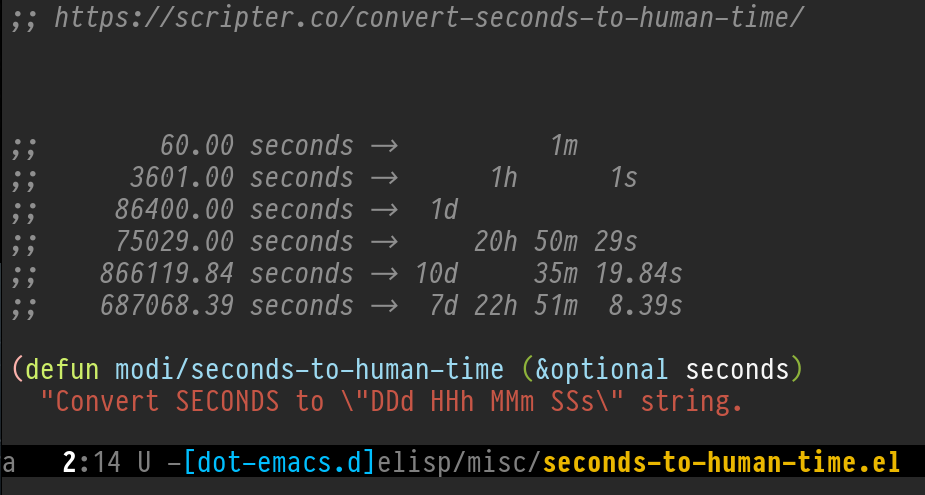 ;; https://scripter.co/convert-seconds-to-human-time/
;;        60.00 seconds →          1m
;;      3601.00 seconds →      1h      1s
;;     86400.00 seconds →  1d
;;     75029.00 seconds →     20h 50m 29s
;;    866119.84 seconds → 10d     35m 19.84s
;;    687068.39 seconds →  7d 22h 51m  8.39s
(defun modi/seconds-to-human-time (&optional seconds)
  "Convert SECONDS to \"DDd HHh MMm SSs\" string.
a   2:14 U -[dot-emacs.d]elisp/misc/seconds-to-human-time.el